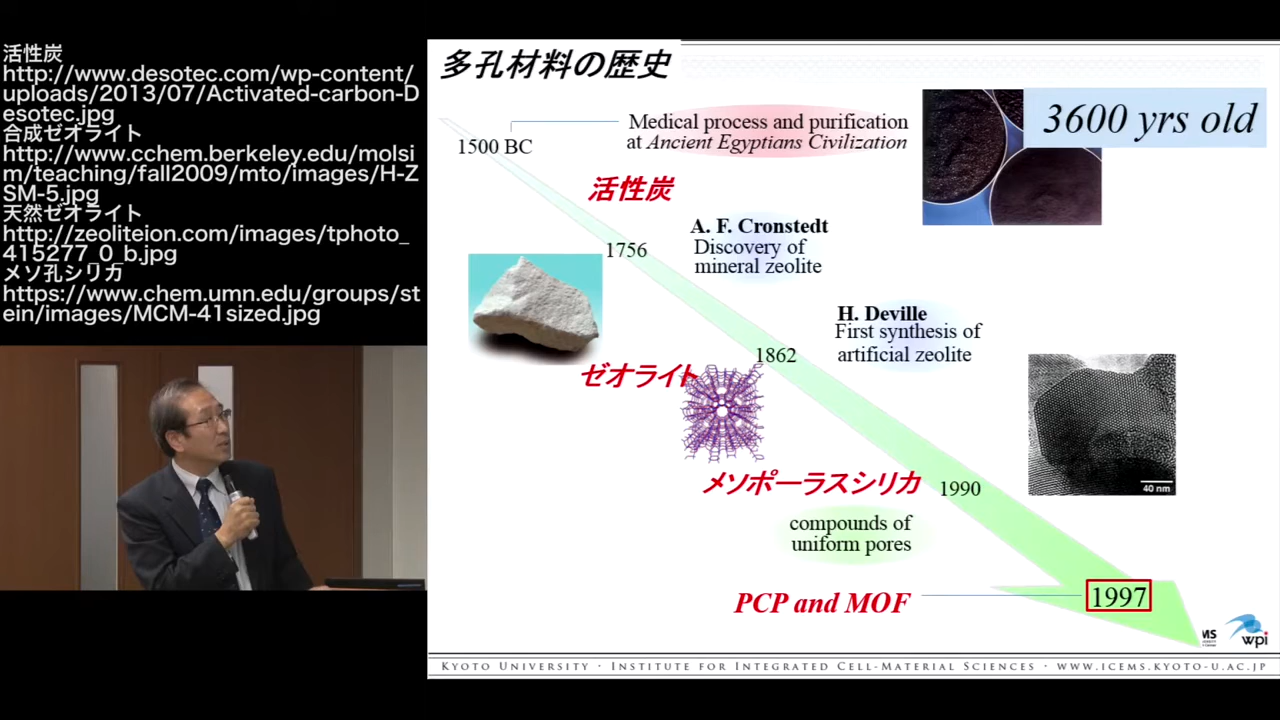 活性炭
http://www.desotec.com/wp-content/
uploads/2013/07/Activated-carbon-D
esotec.jpg
合成ゼオライト
http://www.cchem.berkeley.edu/molsi
m/teaching/fall2009/mto/images/H-Z
SM-5.jpg
天然ゼオライト
http://zeoliteion.com/images/tphoto_
415277_0_b.jpg
メソ孔シリカ
https://www.chem.umn.edu/groups/st
ein/images/MCM-41sized.jpg
多孔材料の歴史
3600 yrs old
Medical process and purification
at Ancient Egyptians Civilization
1500 BC
活性炭
A. F. Cronstedt
Discovery of
mineral zeolite
1756
H. Deville
First synthesis of
artificial zeolite
1862
ゼオライト
メソポーラスシリカ
1990
40 nm
compounds of
uniform pores
PCP and MOF
1997
MS
wpi
KYOTO UNIVERSITY · INSTITUTE FOR INTEGRATED CELL-MATERIAL SCIENCES · WWW.ICEMS.KYOTO-U.AC.JP